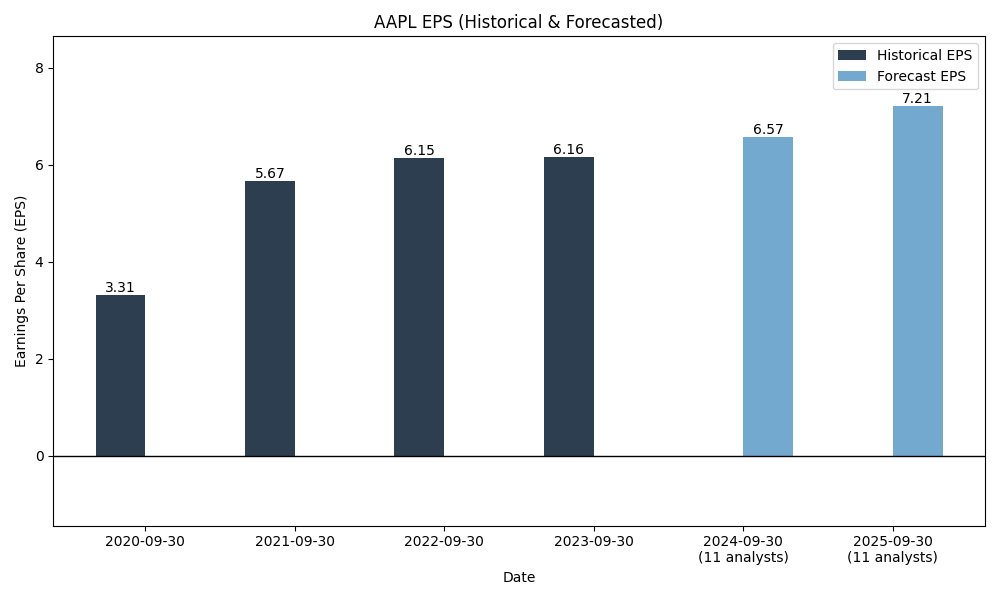 AAPL EPS (Historical & Forecasted)
Historical EPS
Forecast EPS
Earnings Per Share (EPS)
8
6
4
2
0
3.31
5.67
6.15
6.16
6.57
7.21
2020-09-30
2021-09-30
2022-09-30
2023-09-30
2024-09-30
(11 analysts)
2025-09-30
(11 analysts)
Date